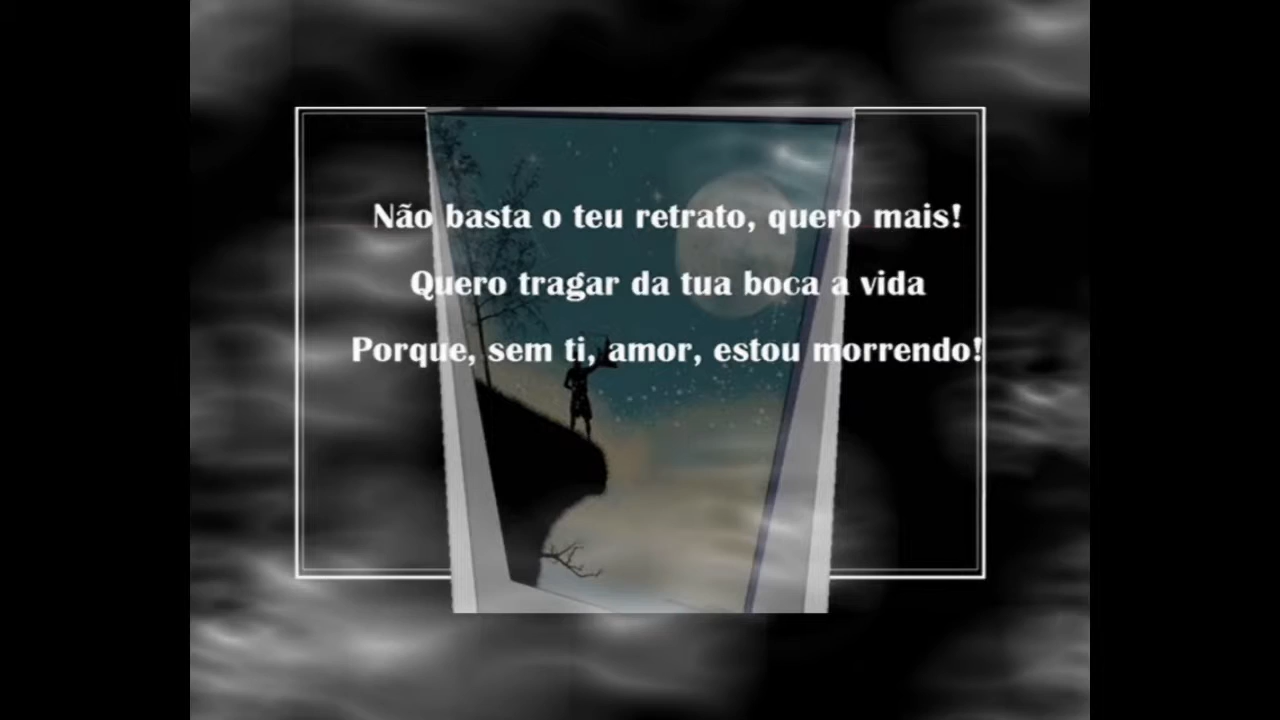 Não basta o teu retrato, quero mais!
Quero tragar da tua boca a vida
Porque, sem ti, amor, estou morrendo!